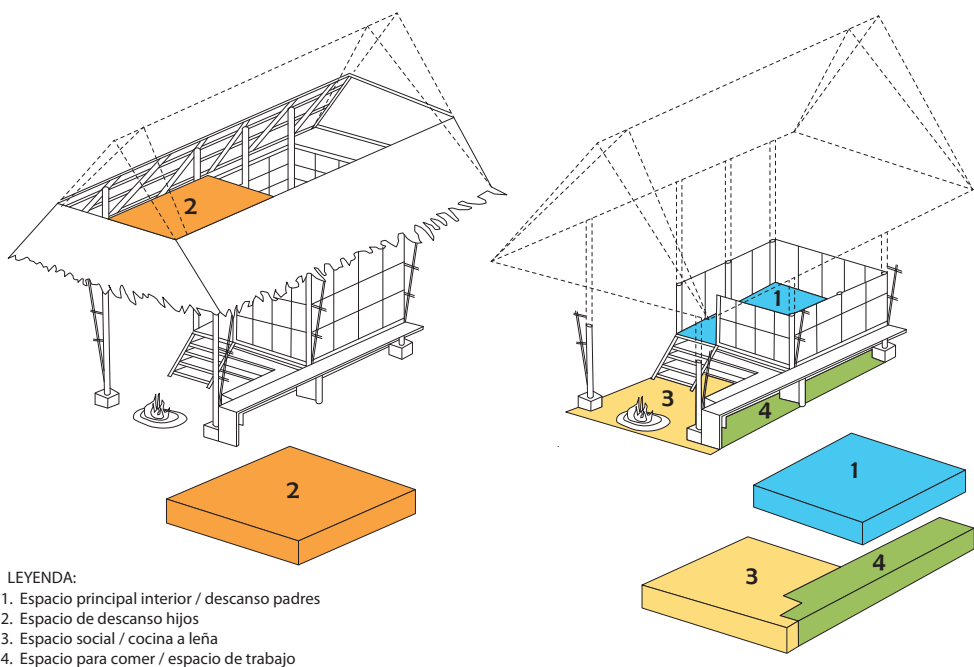 2
1
3
4
2
1
3
4
LEYENDA:
1. Espacio principal interior / descanso padres
2. Espacio de descanso hijos
3. Espacio social / cocina a leña
4. Espacio para comer / espacio de trabajo